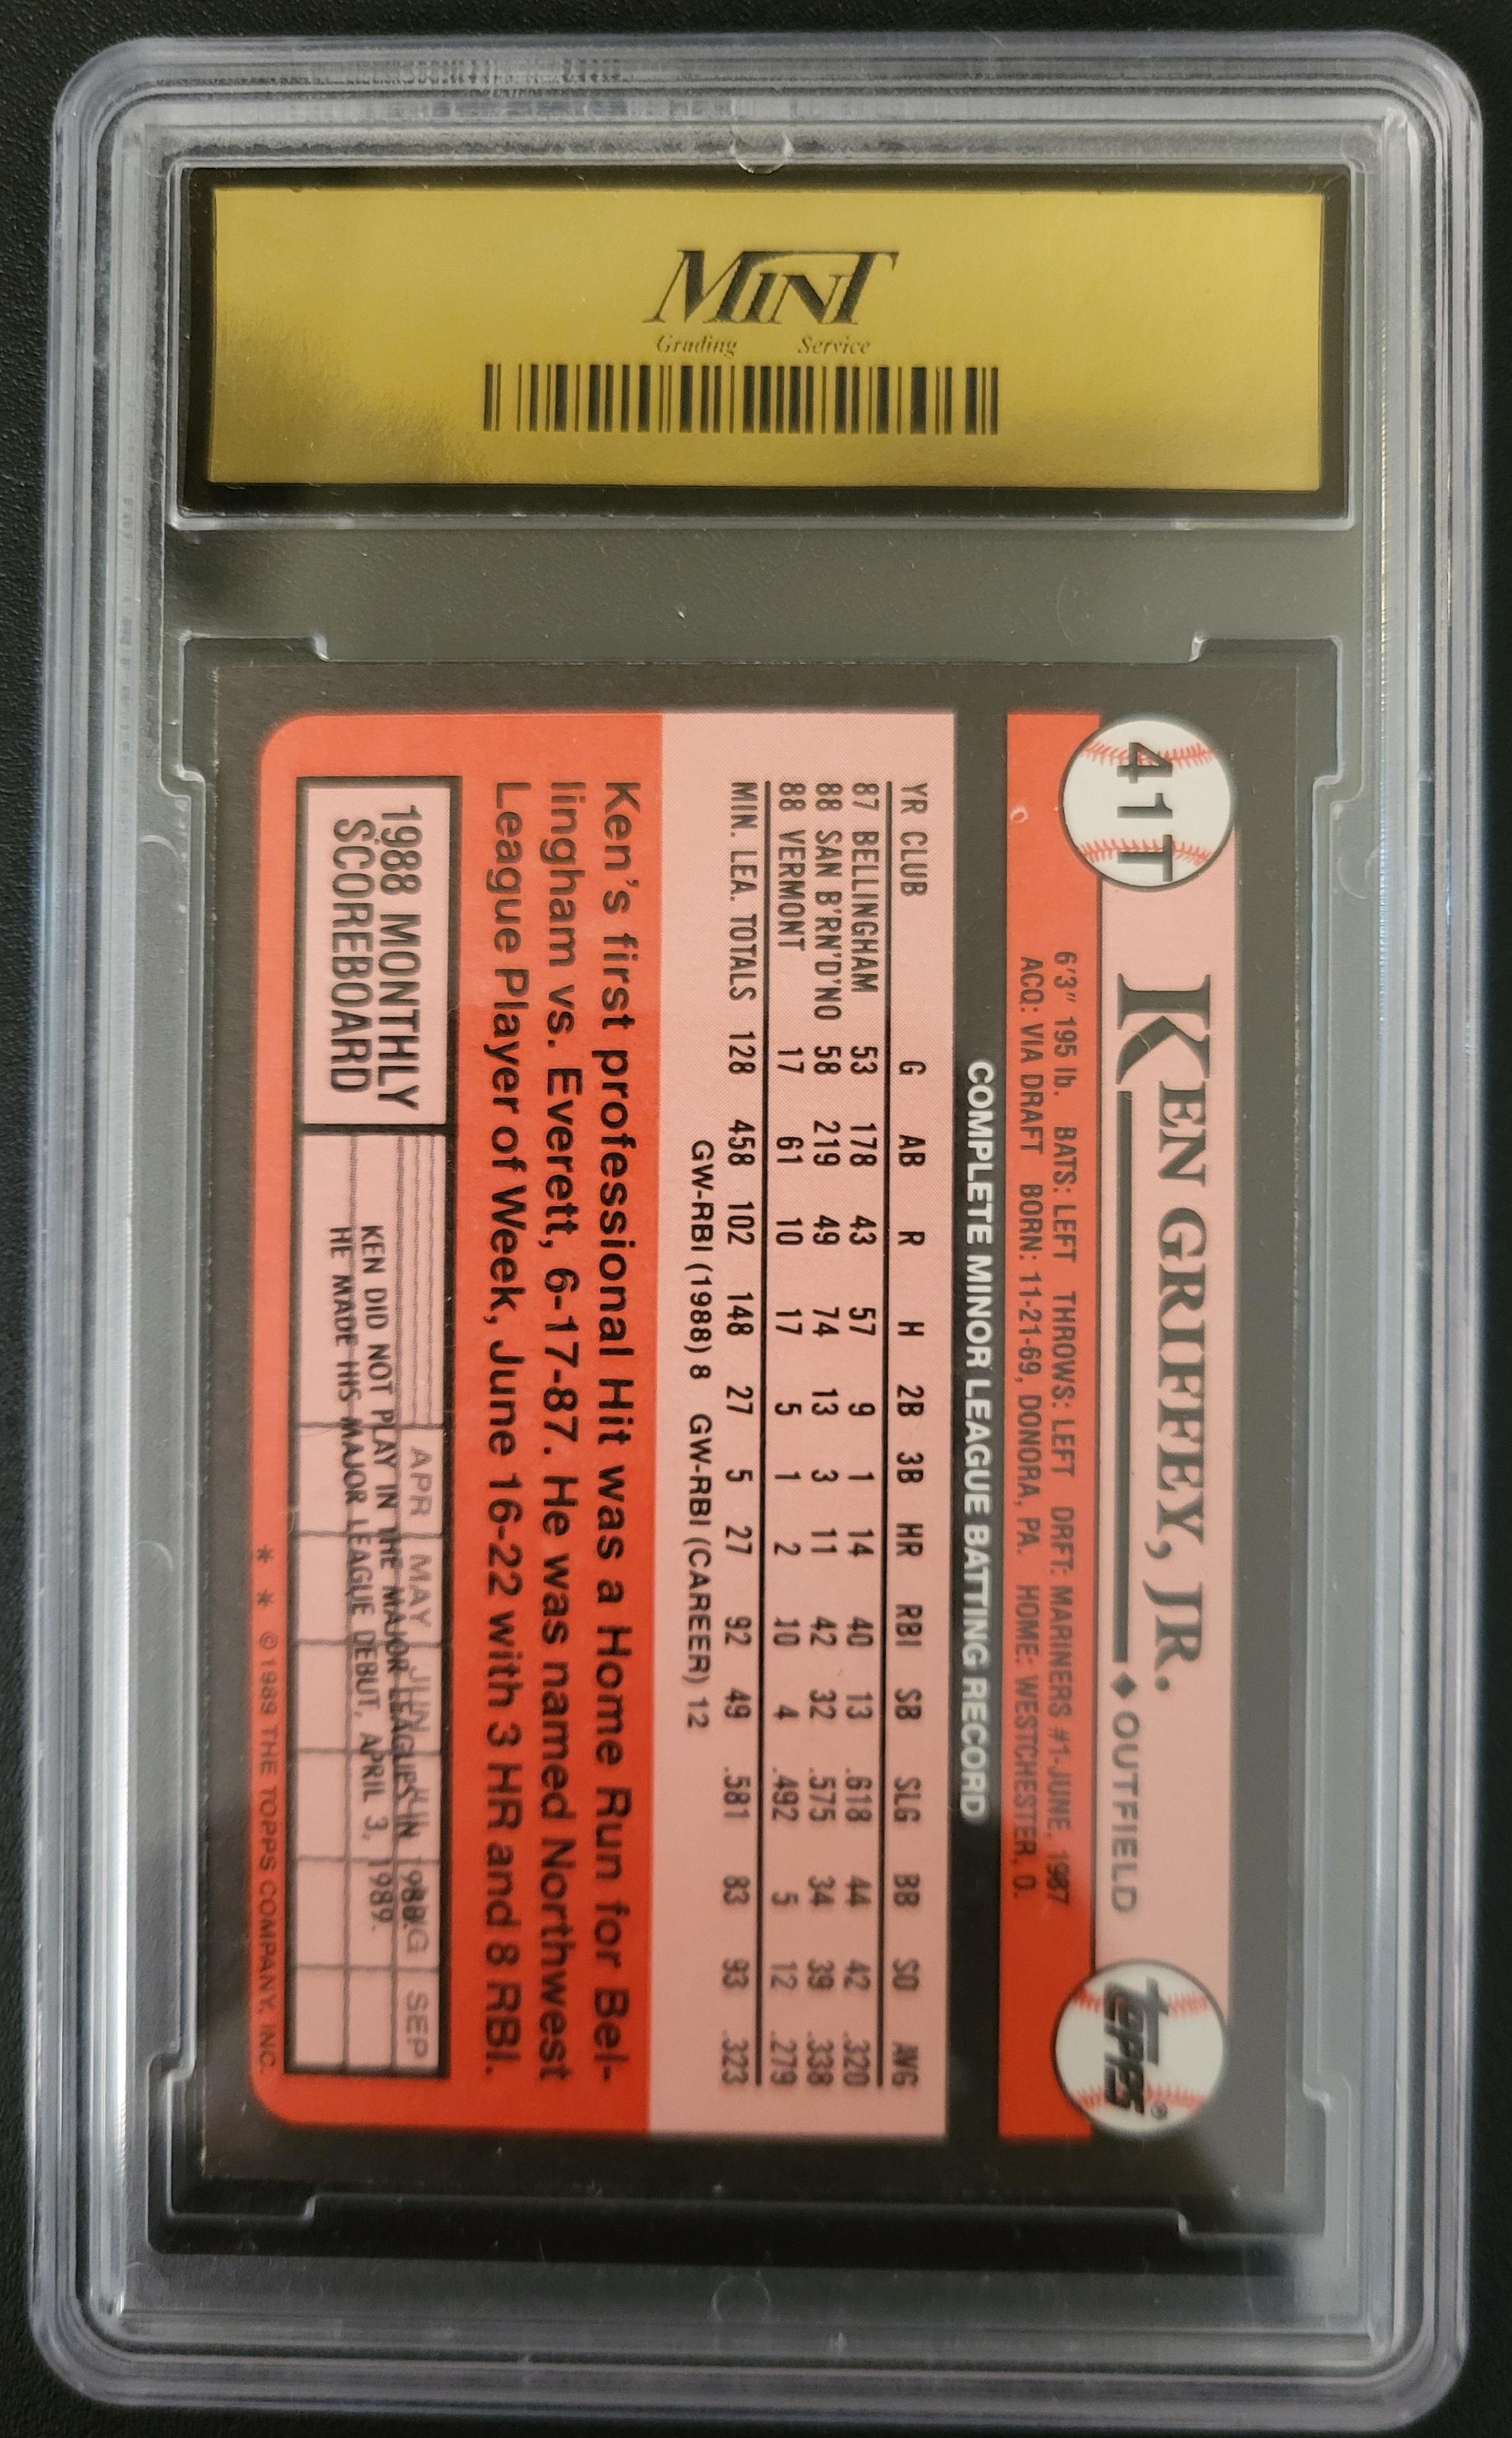 MINT
Grading Service
41T
KEN GRIFFEY, JR. ◆ OUTFIELD
topps®
6'3" 195 lb. BATS: LEFT THROWS: LEFT DRFT: MARINERS #1-JUNE, 1987
ACQ: VIA DRAFT BORN: 11-21-69, DONORA, PA. HOME: WESTCHESTER, O.
COMPLETE MINOR LEAGUE BATTING RECORD
YR CLUB G AB R H 2B 3B HR RBI SB SLG BB SO AVG
87 BELLINGHAM 53 178 43 57 9 1 14 40 13 .618 44 42 .320
88 SAN B'RN'D'NO 58 219 49 74 13 3 11 42 32 .575 34 39 .338
88 VERMONT 17 61 10 17 5 1 2 10 4 .492 5 12 .279
MIN. LEA. TOTALS 128 458 102 148 27 5 27 92 49 .581 83 93 .323
GW-RBI (1988) 8 GW-RBI (CAREER) 12
Ken's first professional Hit was a Home Run for Bel-
lingham vs. Everett, 6-17-87. He was named Northwest
League Player of Week, June 16-22 with 3 HR and 8 RBI.
1988 MONTHLY
SCOREBOARD
APR MAY JUN JUL AUG SEP
KEN DID NOT PLAY IN THE MAJOR LEAGUES IN 1988.
HE MADE HIS MAJOR LEAGUE DEBUT, APRIL 3, 1989.
* * ©1989 THE TOPPS COMPANY, INC.